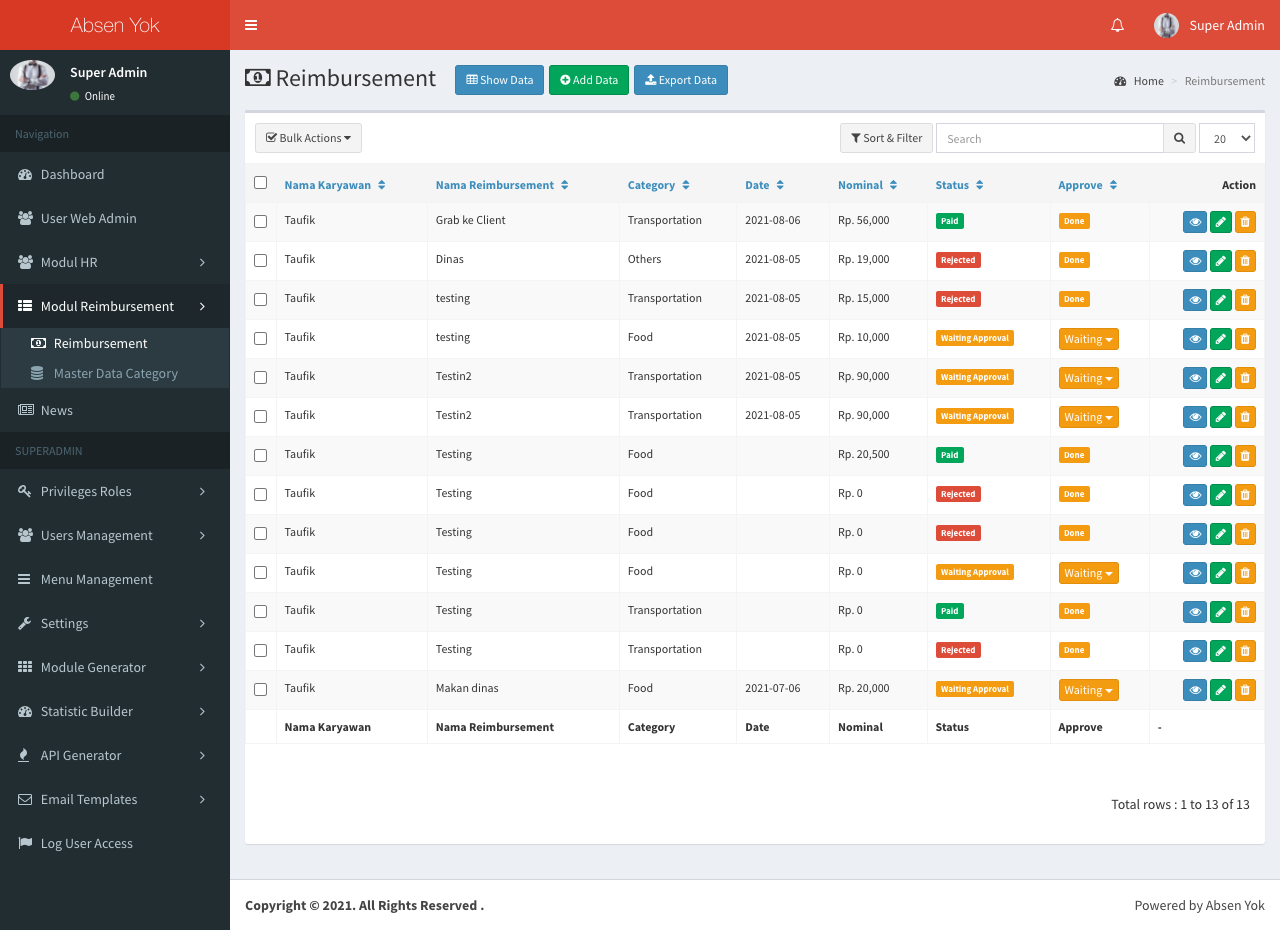 Absen Yok
Super Admin
Super Admin
Online
Navigation
Dashboard
User Web Admin
Modul HR
Modul Reimbursement
Reimbursement
Master Data Category
News
SUPERADMIN
Privileges Roles
Users Management
Menu Management
Settings
Module Generator
Statistic Builder
API Generator
Email Templates
Log User Access
Reimbursement Show Data Add Data Export Data
Home > Reimbursement
Bulk Actions Sort & Filter Search 20
Nama Karyawan Nama Reimbursement Category Date Nominal Status Approve Action
Taufik Grab ke Client Transportation 2021-08-06 Rp. 56,000 Paid Done
Taufik Dinas Others 2021-08-05 Rp. 19,000 Rejected Done
Taufik testing Transportation 2021-08-05 Rp. 15,000 Rejected Done
Taufik testing Food 2021-08-05 Rp. 10,000 Waiting Approval Waiting
Taufik Testin2 Transportation 2021-08-05 Rp. 90,000 Waiting Approval Waiting
Taufik Testin2 Transportation 2021-08-05 Rp. 90,000 Waiting Approval Waiting
Taufik Testing Food Rp. 20,500 Paid Done
Taufik Testing Food Rp. 0 Rejected Done
Taufik Testing Food Rp. 0 Rejected Done
Taufik Testing Food Rp. 0 Waiting Approval Waiting
Taufik Testing Transportation Rp. 0 Paid Done
Taufik Testing Transportation Rp. 0 Rejected Done
Taufik Makan dinas Food 2021-07-06 Rp. 20,000 Waiting Approval Waiting
Nama Karyawan Nama Reimbursement Category Date Nominal Status Approve -
Total rows : 1 to 13 of 13
Copyright © 2021. All Rights Reserved . Powered by Absen Yok